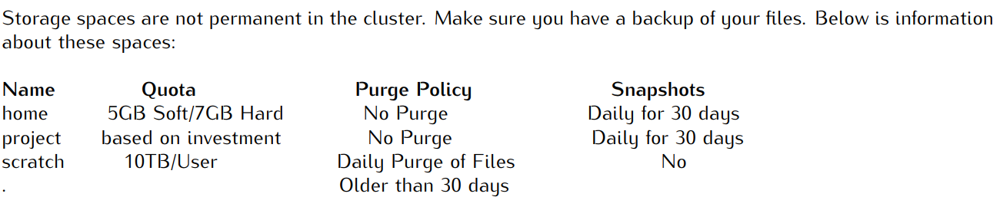 Storage spaces are not permanent in the cluster. Make sure you have a backup of your files. Below is information
about these spaces:
Name Quota Purge Policy Snapshots
home 5GB Soft/7GB Hard No Purge Daily for 30 days
project based on investment No Purge Daily for 30 days
scratch 10TB/User Daily Purge of Files No
. Older than 30 days